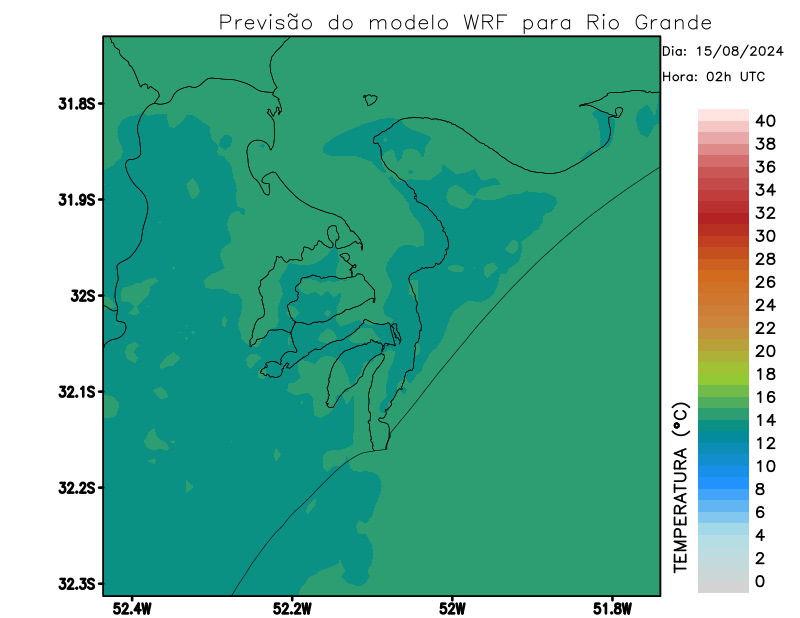 Previsão do modelo WRF para Rio Grande
Dia: 15/08/2024
Hora: 02h UTC
31.8S
31.9S
32S
32.1S
32.2S
32.3S
52.4W
52.2W
52W
51.8W
TEMPERATURA (°C)
40
38
36
34
32
30
28
26
24
22
20
18
16
14
12
10
8
6
4
2
0